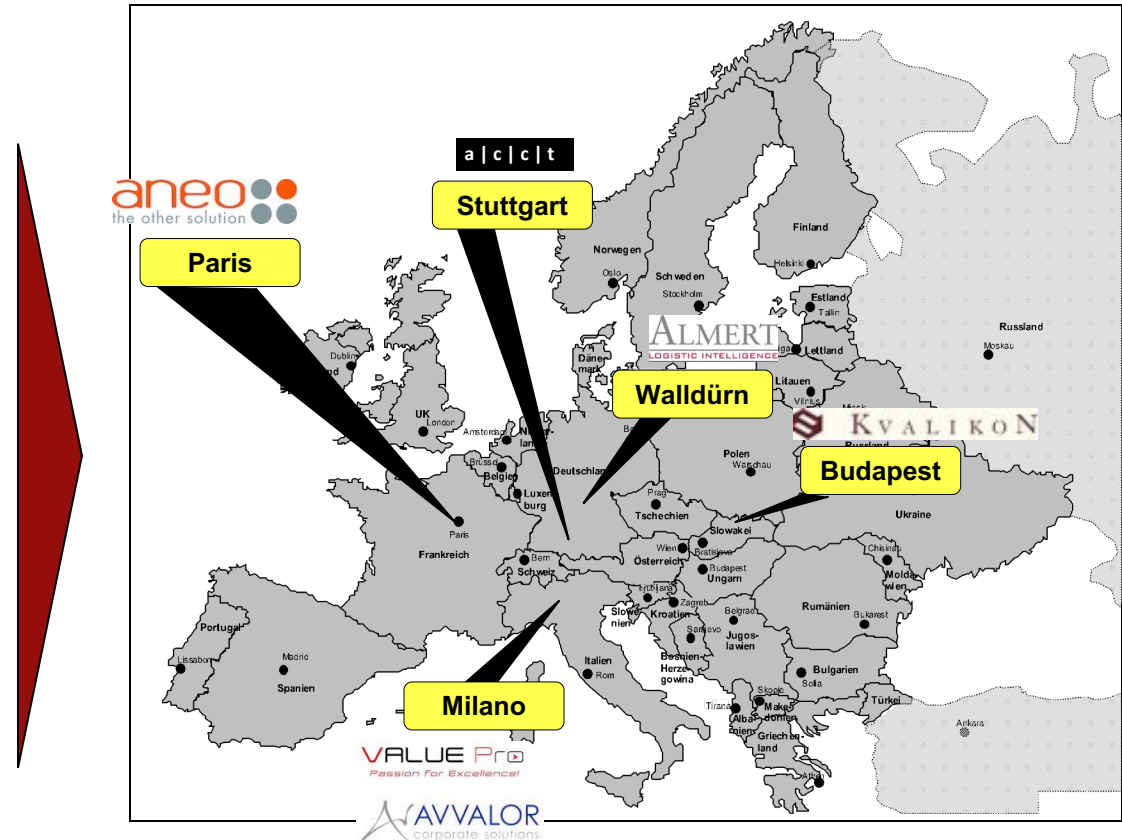 a|c|c|t
aneo
the other solution
Stuttgart
Paris
Finland
Norwegen
Helsinki
Oslo
Schweden
Stockholm
Estland
Tallin
Russland
Moskau
ALMERT
LOGISTIC INTELLIGENCE
Lettland
Dublin
Däne
mark
Litauen
Vilnius
Walldürn
UK
London
Amsterdam
KVALIKON
Polen
Warschau
Brüssel
Belgien
Deutschland
Budapest
Luxem
burg
Prag
Tschechien
Ukraine
Paris
Slowakei
Frankreich
Bern
Schweiz
Wien
Österreich
Bratislava
Chisinau
Budapest
Ungarn
Molda
wien
Ljubljana
Zagreb
Slowe
nien
Kroatien
Rumänien
Belgrad
Bukarest
Portugal
Sarajevo
Jugos-
lawien
Lissabon
Madrid
Spanien
Italien
Rom
Bosnien-
Herze
gowina
Bulgarien
Sofia
Milano
Skopje
Tirana
Make
donien
Türkei
Alba
nien
Ankara
Griechen-
land
Athen
VALUE Pro
Passion For Excellence!
AVVALOR
corporate solutions